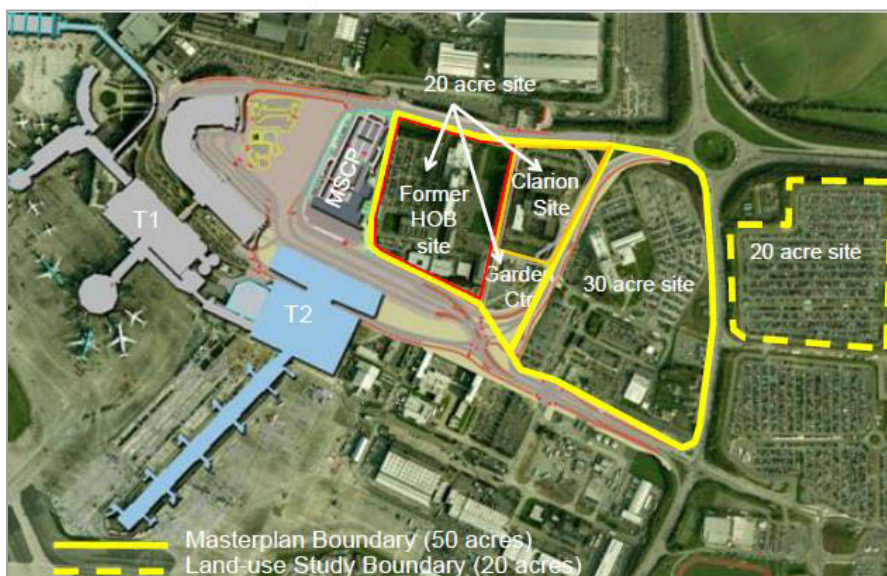 20 acre site
MSCP
Former
HOB
site
Clarion
Site
T1
Garden
Ctr
30 acre site
20 acre site
T2
Masterplan Boundary (50 acres)
Land-use Study Boundary (20 acres)